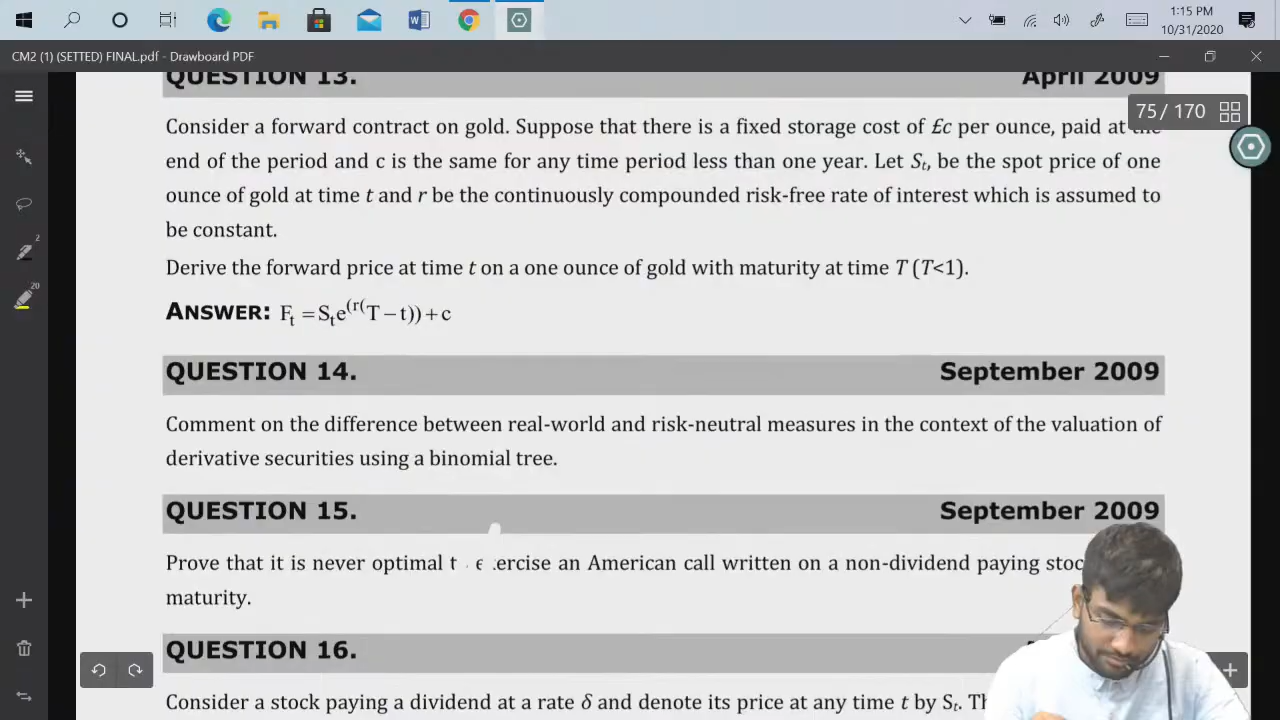 1:15 PM
10/31/2020
CM2 (1) (SETTED) FINAL.pdf - Drawboard PDF
QUESTION 13. April 2009
75 / 170
Consider a forward contract on gold. Suppose that there is a fixed storage cost of £c per ounce, paid at the
end of the period and c is the same for any time period less than one year. Let St, be the spot price of one
ounce of gold at time t and r be the continuously compounded risk-free rate of interest which is assumed to
be constant.
Derive the forward price at time t on a one ounce of gold with maturity at time T (T<1).
ANSWER: Ft = Ste(r(T − t)) + c
QUESTION 14. September 2009
Comment on the difference between real-world and risk-neutral measures in the context of the valuation of
derivative securities using a binomial tree.
QUESTION 15. September 2009
Prove that it is never optimal t exercise an American call written on a non-dividend paying stoc
maturity.
QUESTION 16.
Consider a stock paying a dividend at a rate δ and denote its price at any time t by St. Th
2
20